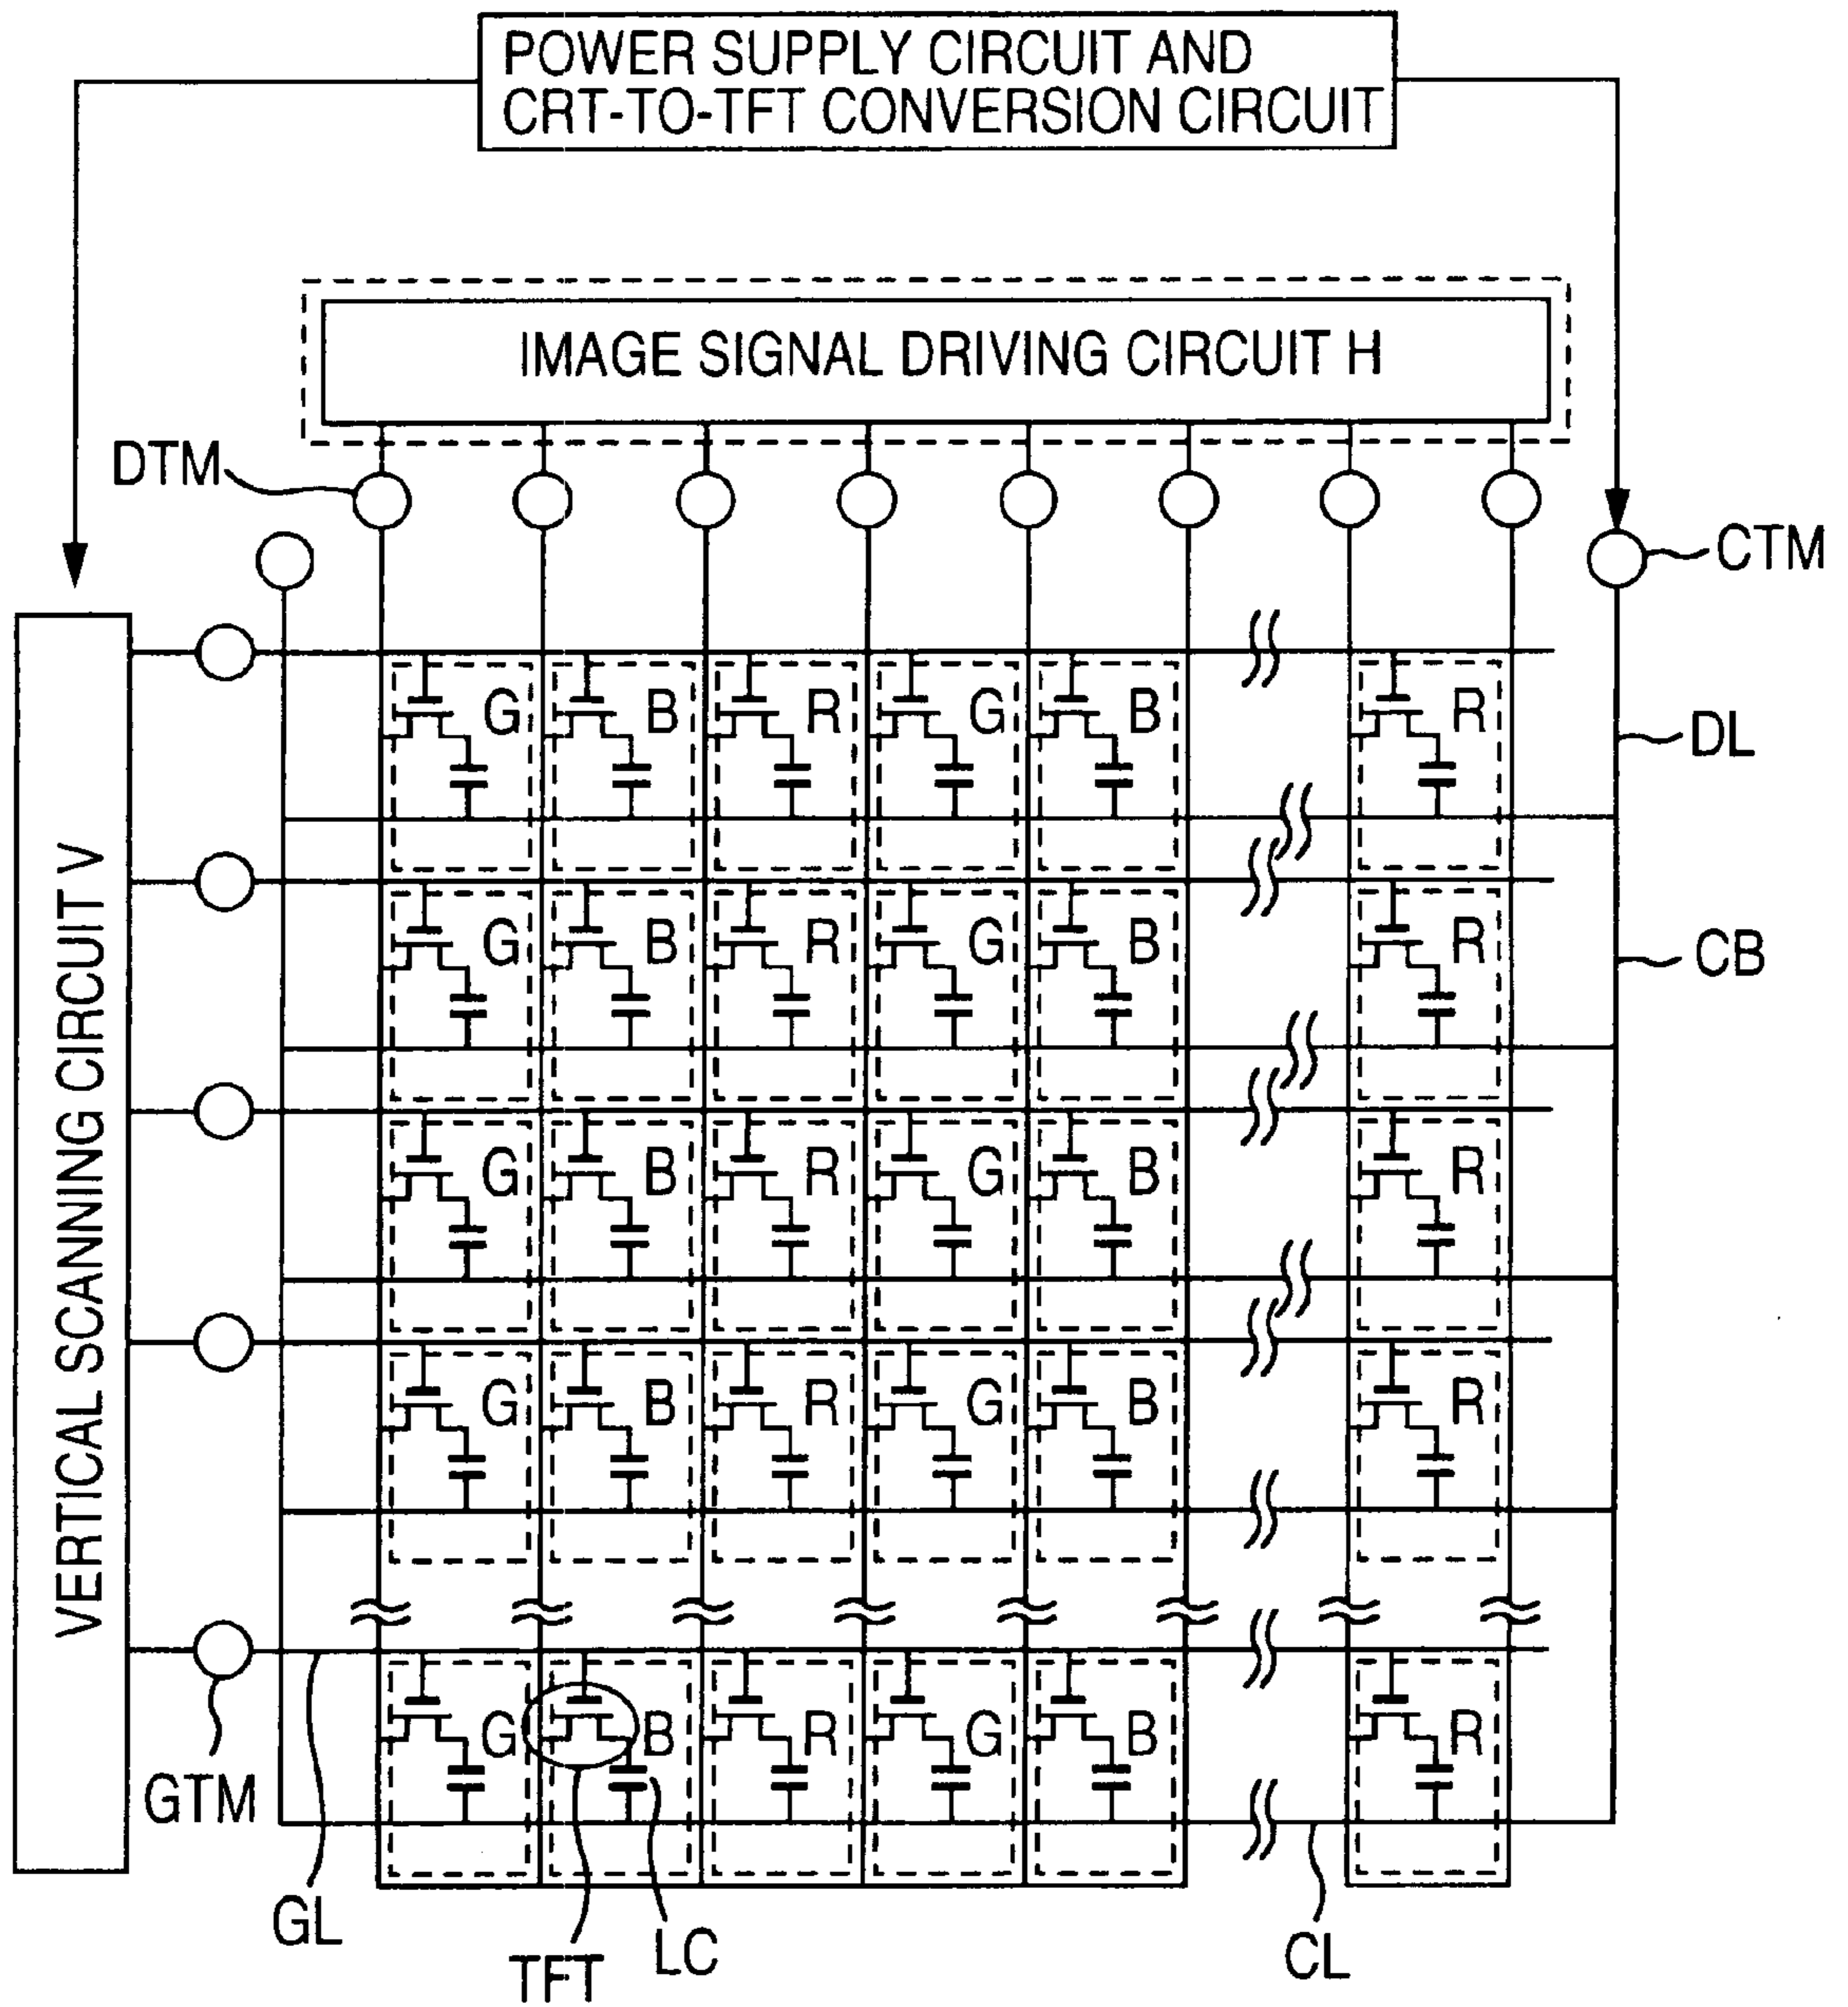 POWER SUPPLY CIRCUIT AND
CRT-TO-TFT CONVERSION CIRCUIT
IMAGE SIGNAL DRIVING CIRCUIT H
DTM
CTM
VERTICAL SCANNING CIRCUIT V
G B R G B R
DL
G B R G B R
CB
G B R G B R
G B R G B R
G B R G B R
GTM
GL
TFT
LC
CL